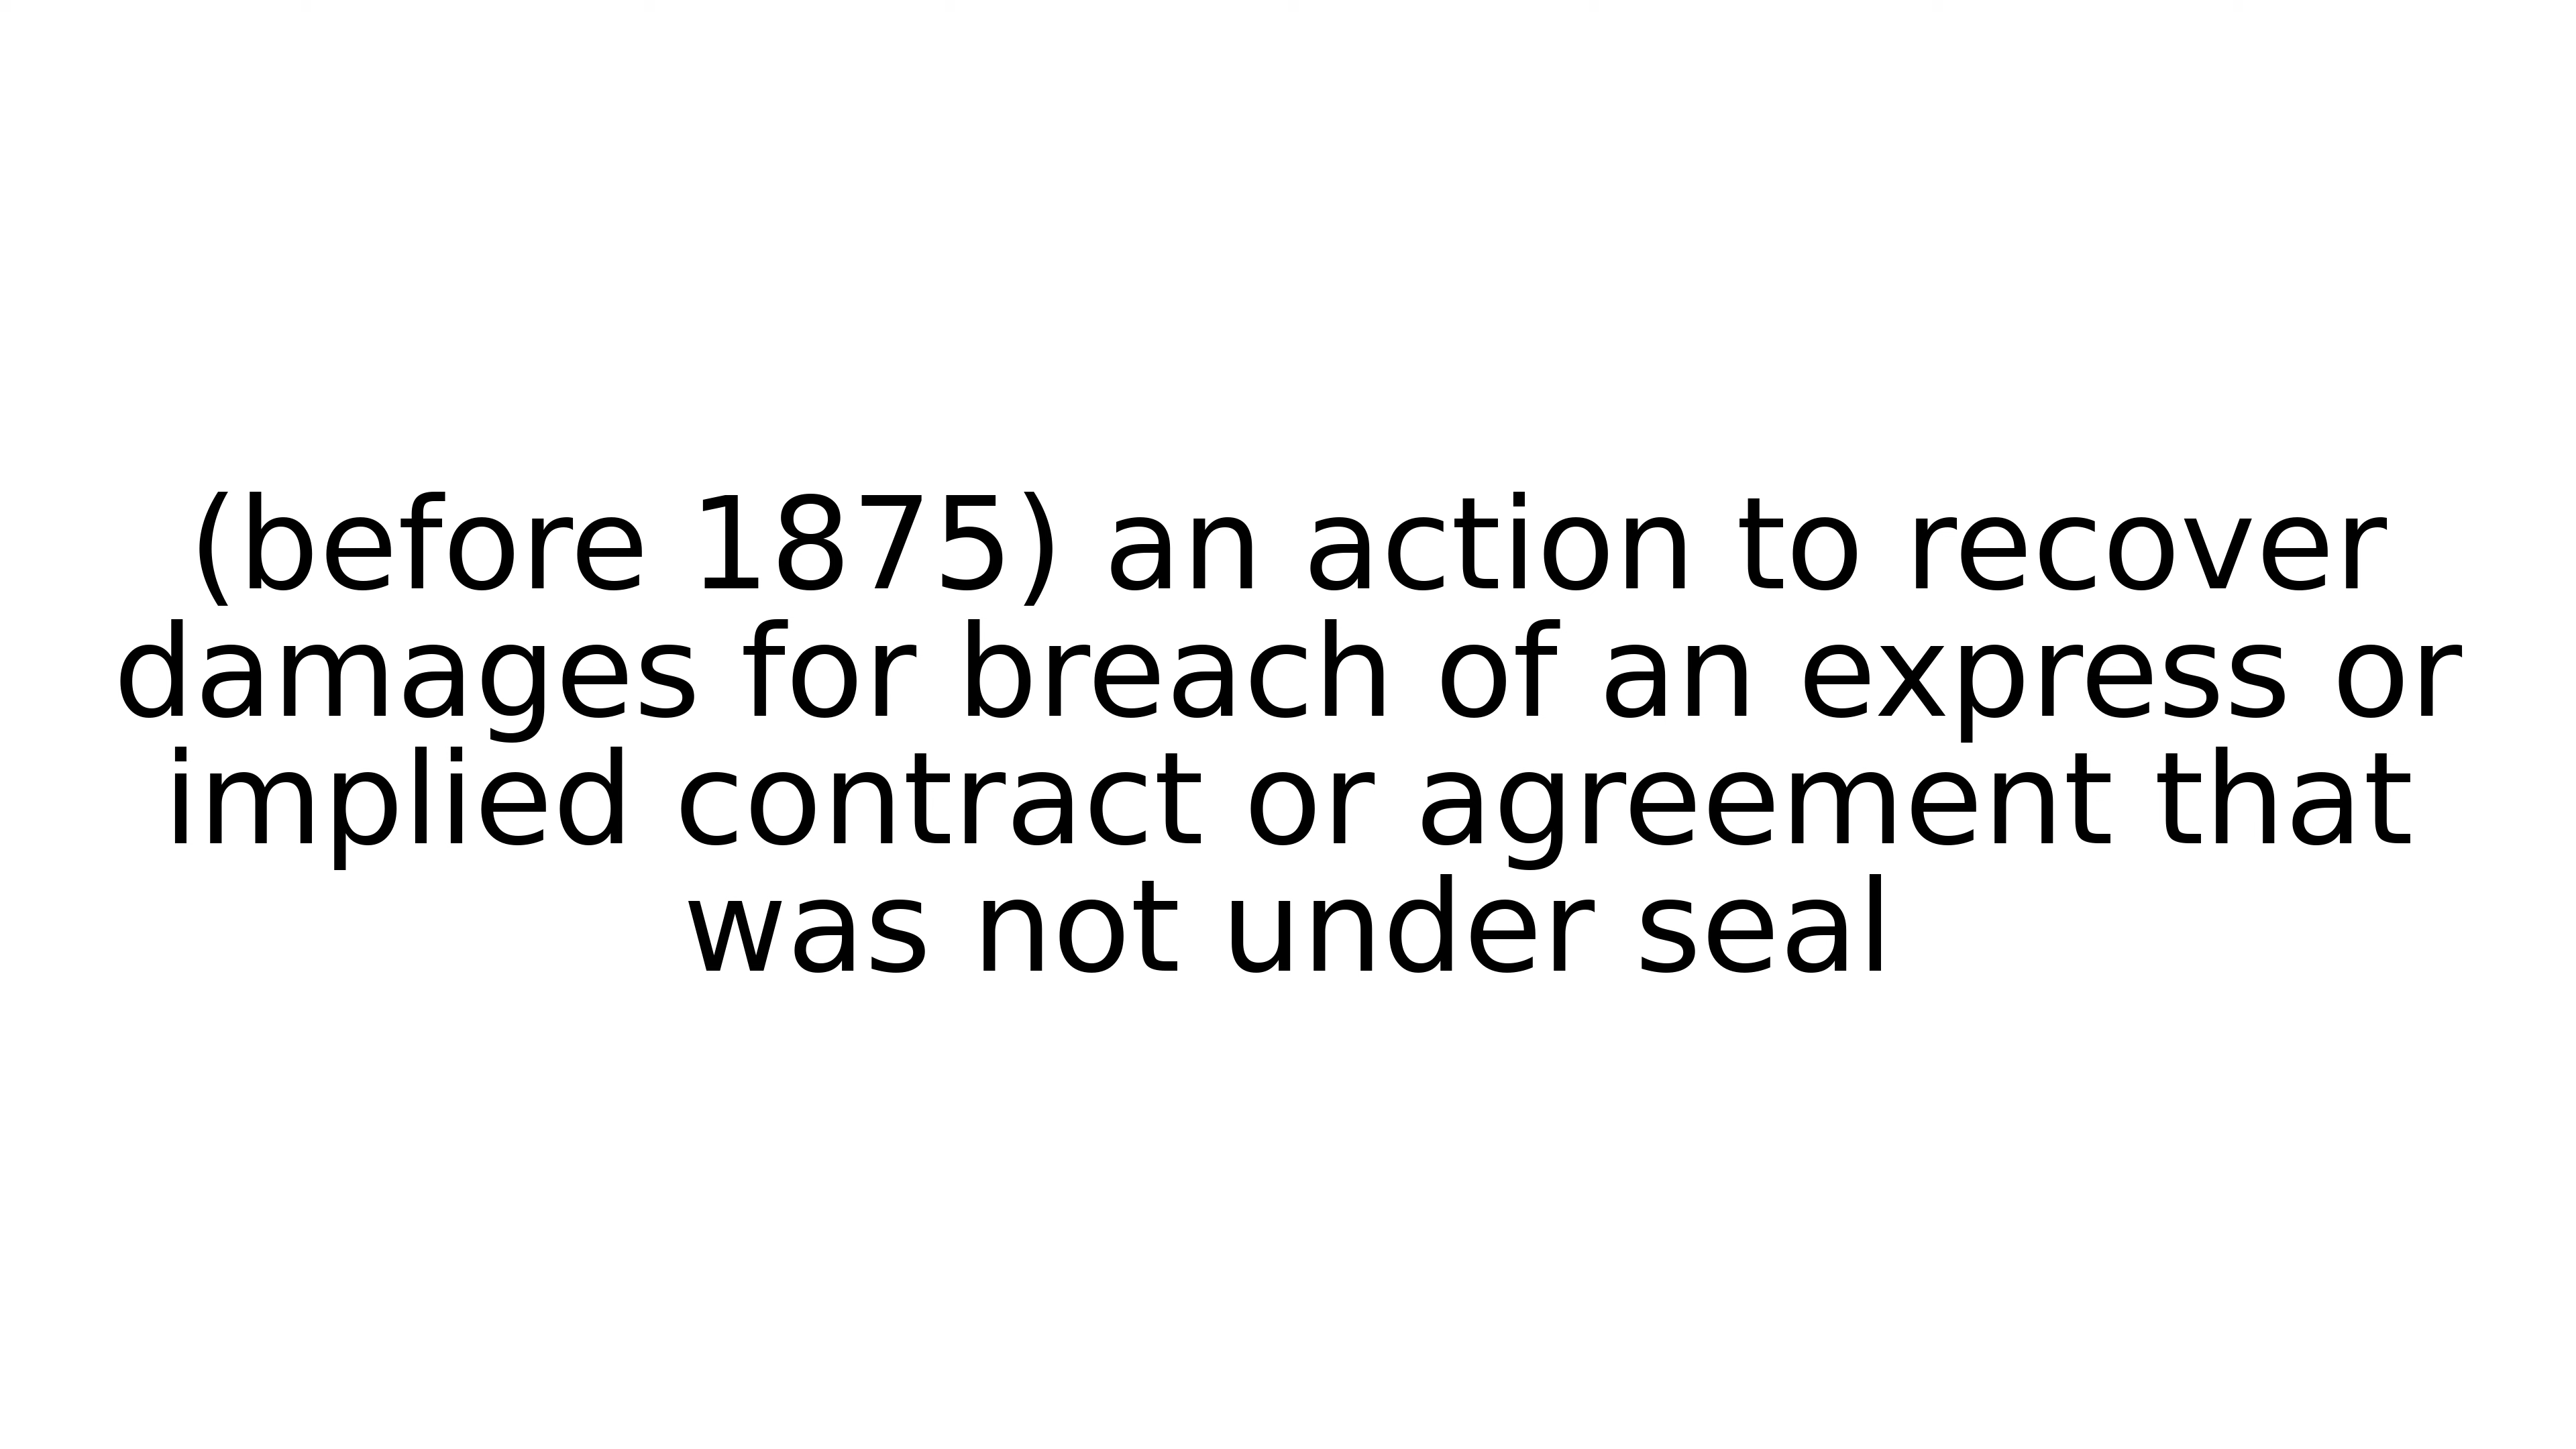 (before 1875) an action to recover
damages for breach of an express or
implied contract or agreement that
was not under seal